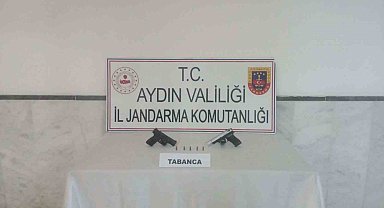 T.C.
AYDIN VALİLİĞİ
İL JANDARMA KOMUTANLIĞI
TABANCA